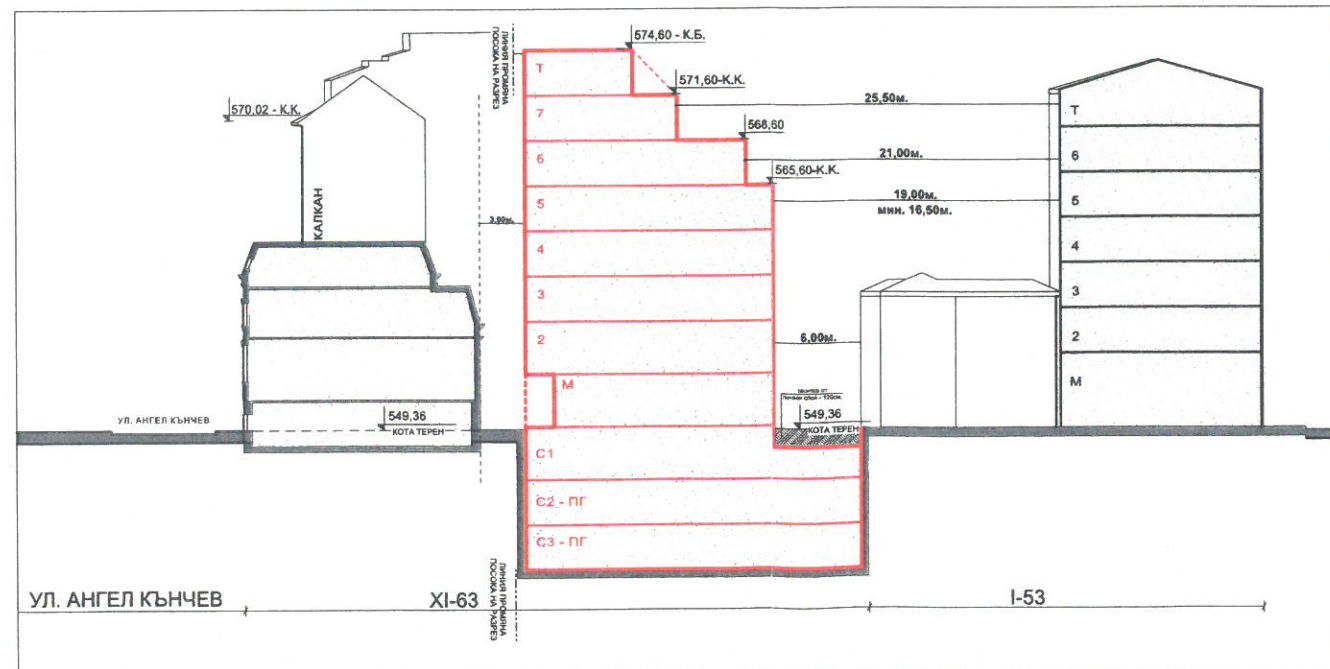 574,60 - К.Б.
ЛИНИЯ ПРОМЯНА
ПОСОКА НА РАЗРЕЗ
Т
571,60-К.К.
570,02 - К.К.
25,50м.
Т
7
568,60
6
21,00м.
6
565,60-К.К.
КАЛКАН
5
19,00м.
мин. 16,50м.
5
3,00м.
4
4
3
3
2
6,00м.
2
М
М
УЛ. АНГЕЛ КЪНЧЕВ
549,36
КОТА ТЕРЕН
549,36
КОТА ТЕРЕН
С1
С2 - ПГ
С3 - ПГ
ЛИНИЯ ПРОМЯНА
ПОСОКА НА РАЗРЕЗ
УЛ. АНГЕЛ КЪНЧЕВ
XI-63
I-53